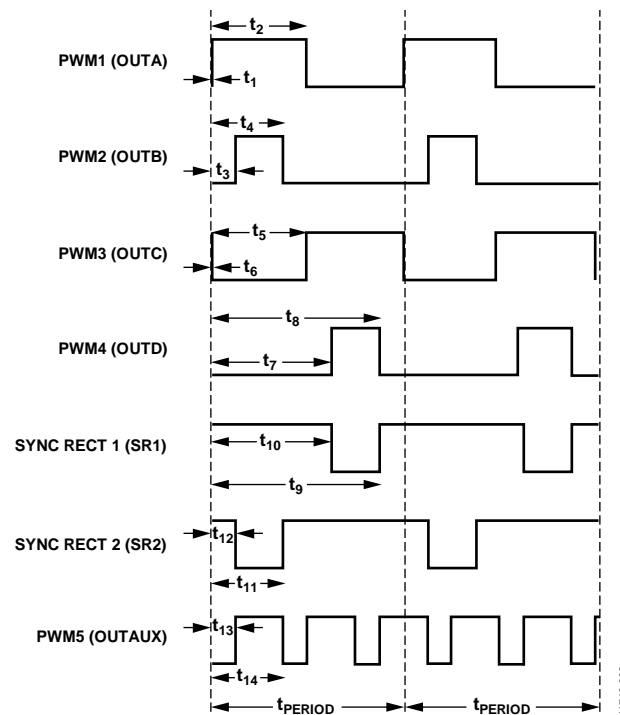 t2
PWM1 (OUTA)
t1
t4
PWM2 (OUTB)
t3
t5
PWM3 (OUTC)
t6
t8
PWM4 (OUTD)
t7
SYNC RECT 1 (SR1)
t10
t9
SYNC RECT 2 (SR2)
t12
t11
PWM5 (OUTAUX)
t13
t14
tPERIOD tPERIOD